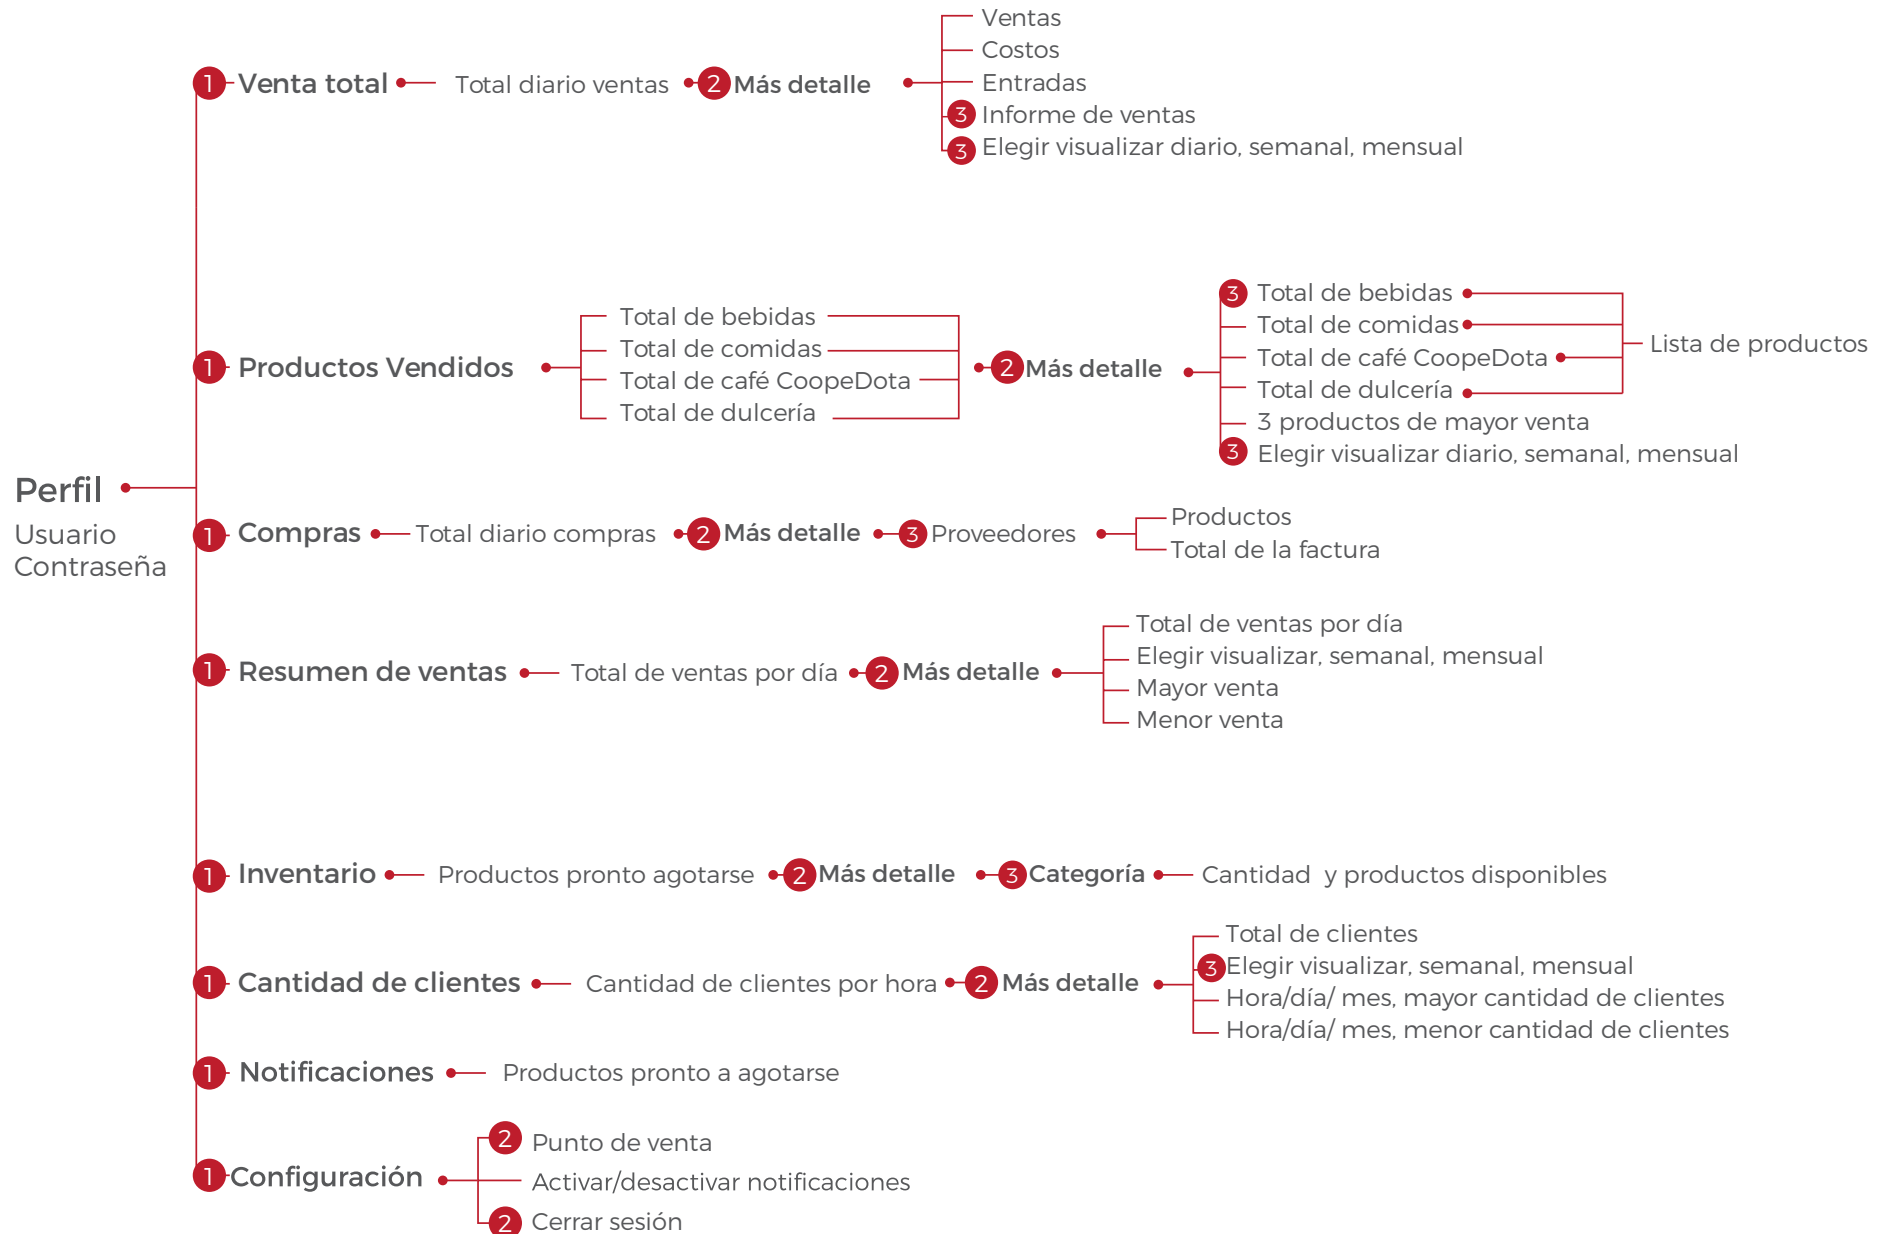 Perfil
Usuario
Contraseña
1 Venta total
Total diario ventas
2 Más detalle
Ventas
Costos
Entradas
3 Informe de ventas
3 Elegir visualizar diario, semanal, mensual
1 Productos Vendidos
Total de bebidas
Total de comidas
Total de café CoopeDota
Total de dulcería
2 Más detalle
3 Total de bebidas
Total de comidas
Total de café CoopeDota
Total de dulcería
3 productos de mayor venta
3 Elegir visualizar diario, semanal, mensual
Lista de productos
1 Compras
Total diario compras
2 Más detalle
3 Proveedores
Productos
Total de la factura
1 Resumen de ventas
Total de ventas por día
2 Más detalle
Total de ventas por día
Elegir visualizar, semanal, mensual
Mayor venta
Menor venta
1 Inventario
Productos pronto agotarse
2 Más detalle
3 Categoría
Cantidad y productos disponibles
1 Cantidad de clientes
Cantidad de clientes por hora
2 Más detalle
Total de clientes
3 Elegir visualizar, semanal, mensual
Hora/día/ mes, mayor cantidad de clientes
Hora/día/ mes, menor cantidad de clientes
1 Notificaciones
Productos pronto a agotarse
1 Configuración
2 Punto de venta
Activar/desactivar notificaciones
2 Cerrar sesión